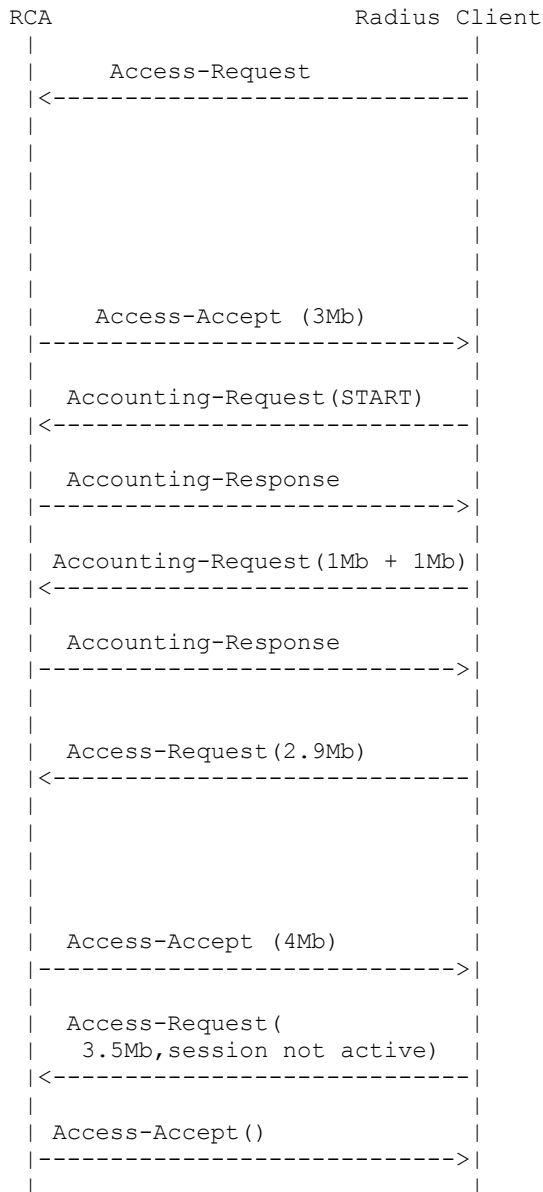 RCA Radius Client
Access-Request
Access-Accept (3Mb)
Accounting-Request(START)
Accounting-Response
Accounting-Request(1Mb + 1Mb)
Accounting-Response
Access-Request(2.9Mb)
Access-Accept (4Mb)
Access-Request(
3.5Mb,session not active)
Access-Accept()